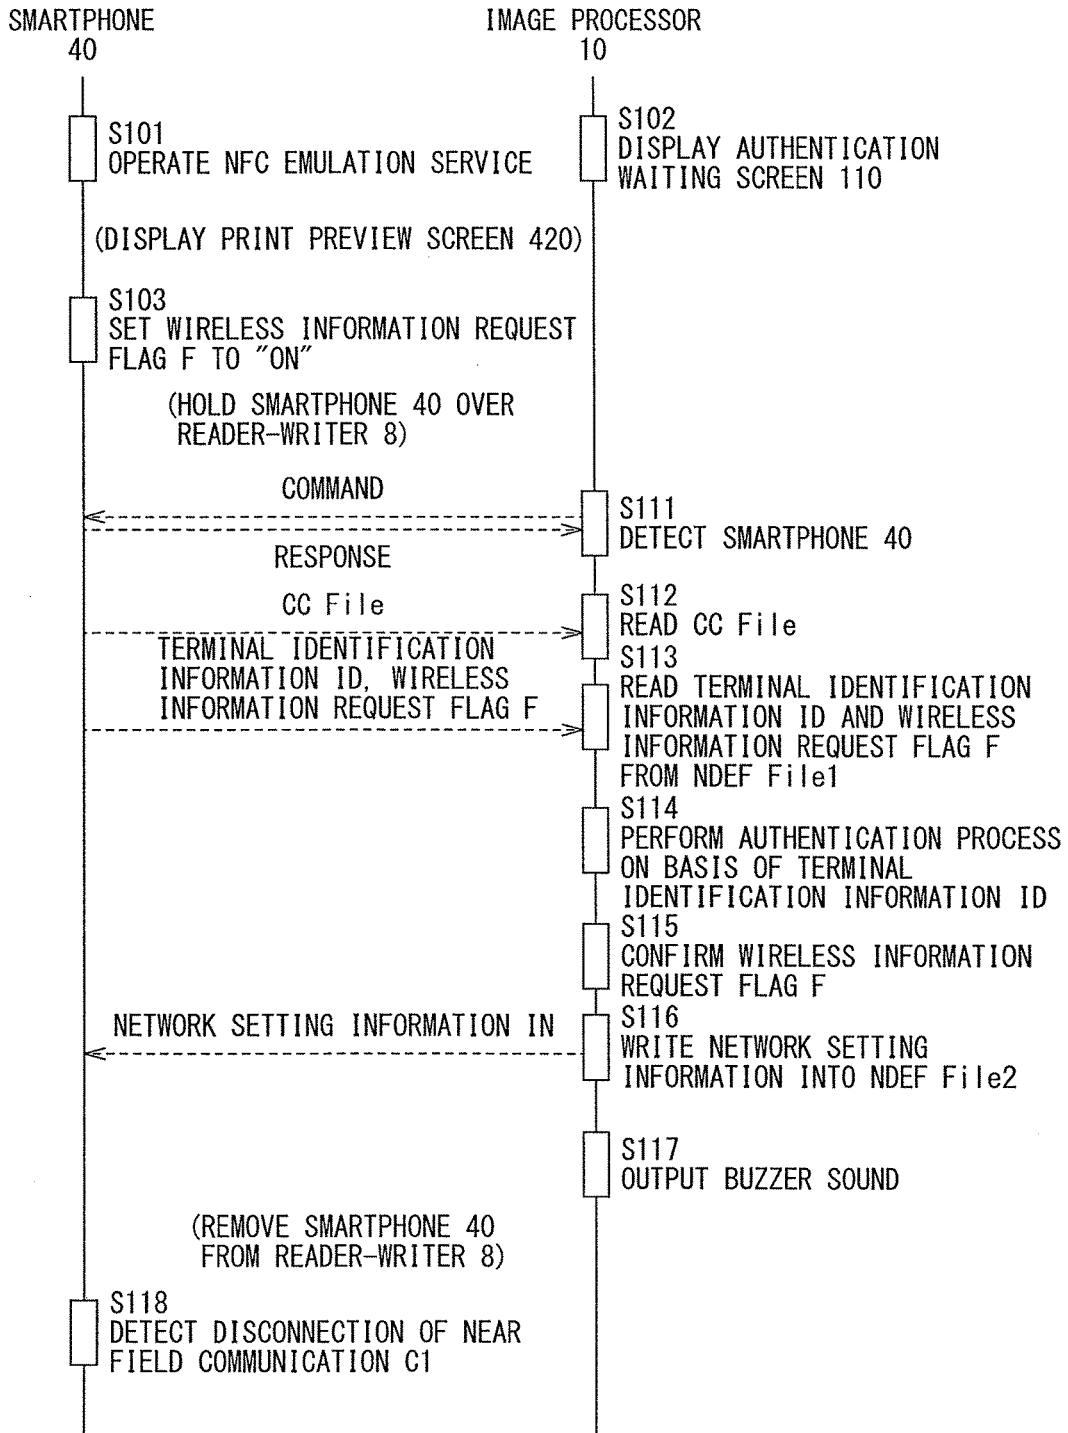 SMARTPHONE
40
IMAGE PROCESSOR
10
S101
OPERATE NFC EMULATION SERVICE
S102
DISPLAY AUTHENTICATION
WAITING SCREEN 110
(DISPLAY PRINT PREVIEW SCREEN 420)
S103
SET WIRELESS INFORMATION REQUEST
FLAG F TO "ON"
(HOLD SMARTPHONE 40 OVER
READER-WRITER 8)
COMMAND
S111
DETECT SMARTPHONE 40
RESPONSE
CC File
S112
READ CC File
TERMINAL IDENTIFICATION
INFORMATION ID, WIRELESS
INFORMATION REQUEST FLAG F
S113
READ TERMINAL IDENTIFICATION
INFORMATION ID AND WIRELESS
INFORMATION REQUEST FLAG F
FROM NDEF File1
S114
PERFORM AUTHENTICATION PROCESS
ON BASIS OF TERMINAL
IDENTIFICATION INFORMATION ID
S115
CONFIRM WIRELESS INFORMATION
REQUEST FLAG F
NETWORK SETTING INFORMATION IN
S116
WRITE NETWORK SETTING
INFORMATION INTO NDEF File2
S117
OUTPUT BUZZER SOUND
(REMOVE SMARTPHONE 40
FROM READER-WRITER 8)
S118
DETECT DISCONNECTION OF NEAR
FIELD COMMUNICATION C1